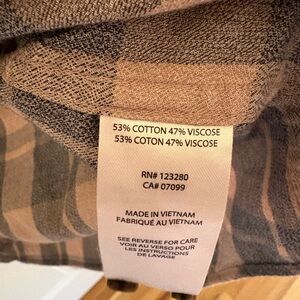 53% COTTON 47% VISCOSE
53% COTON 47% VISCOSE
RN# 123280
CA# 07099
MADE IN VIETNAM
FABRIQUÉ AU VIETNAM
SEE REVERSE FOR CARE
VOIR AU VERSO POUR
LES INSTRUCTIONS
DE LAVAGE